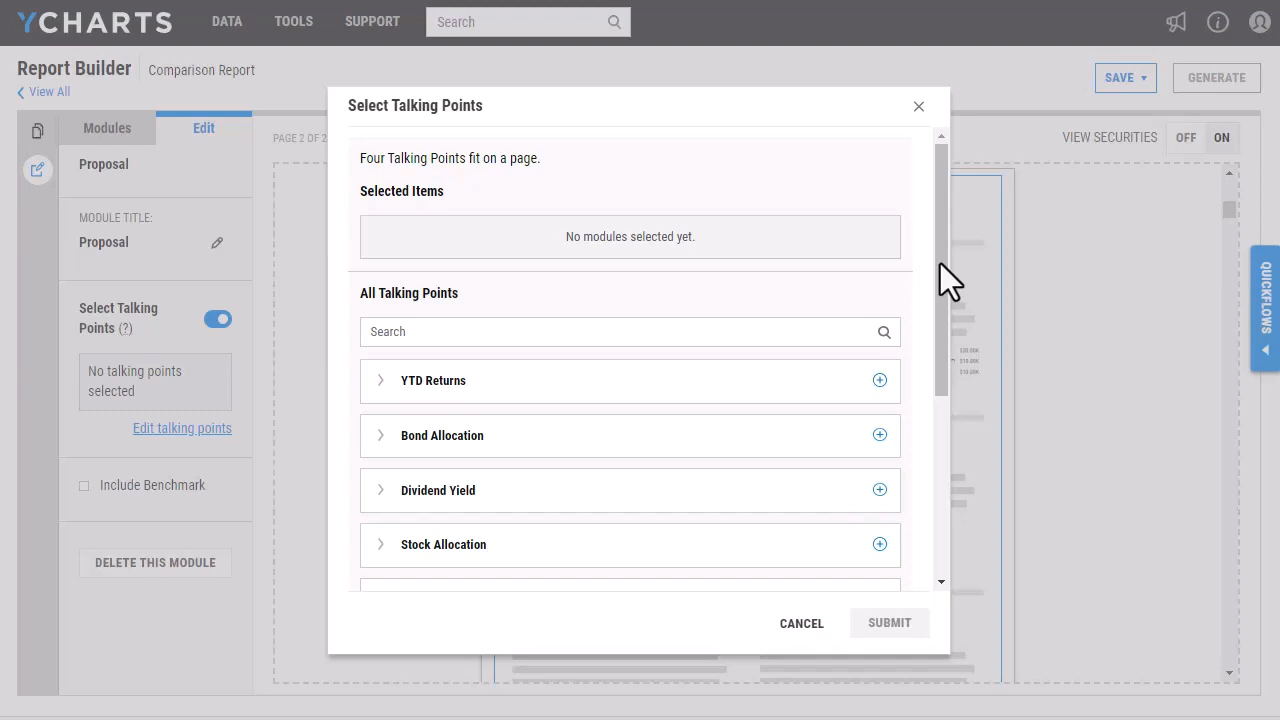 YCHARTS
DATA
TOOLS
SUPPORT
Search
Report Builder
Comparison Report
View All
SAVE
GENERATE
Modules
Edit
PAGE 2 OF 2
VIEW SECURITIES
OFF
ON
Proposal
MODULE TITLE:
Proposal
Select Talking
Points (?)
No talking points
selected
Edit talking points
Include Benchmark
DELETE THIS MODULE
Select Talking Points
Four Talking Points fit on a page.
Selected Items
No modules selected yet.
All Talking Points
Search
YTD Returns
Bond Allocation
Dividend Yield
Stock Allocation
CANCEL
SUBMIT
QUICKFLOWS